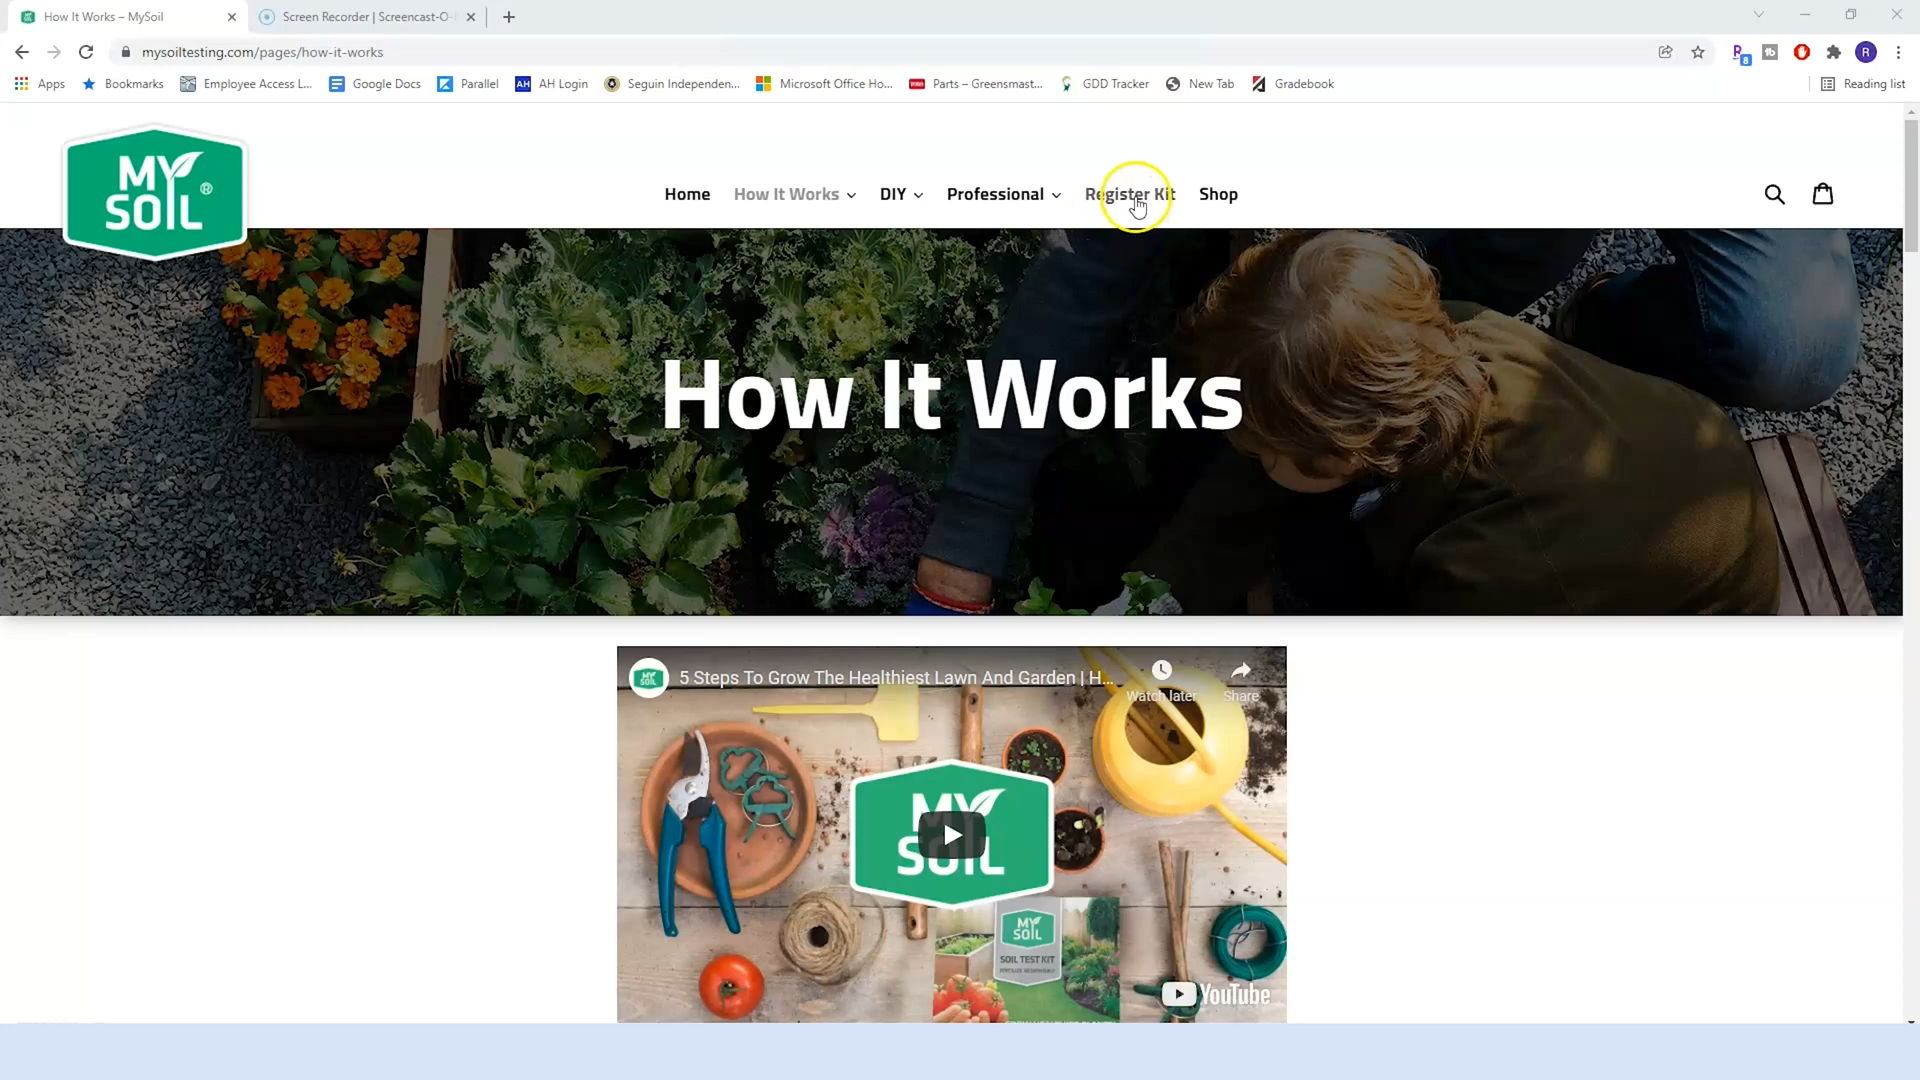 How It Works – MySoil
Screen Recorder | Screencast-O-
mysoiltesting.com/pages/how-it-works
Apps
Bookmarks
Employee Access L...
Google Docs
Parallel
AH
AH Login
Seguin Independen...
Microsoft Office Ho...
Parts – Greensmast...
GDD Tracker
New Tab
Gradebook
Reading list
R
8
MY
SOIL ®
Home
How It Works
DIY
Professional
Register Kit
Shop
How It Works
5 Steps To Grow The Healthiest Lawn And Garden | H...
Watch later
Share
MY
SOIL
MY
SOIL
SOIL TEST KIT
YouTube